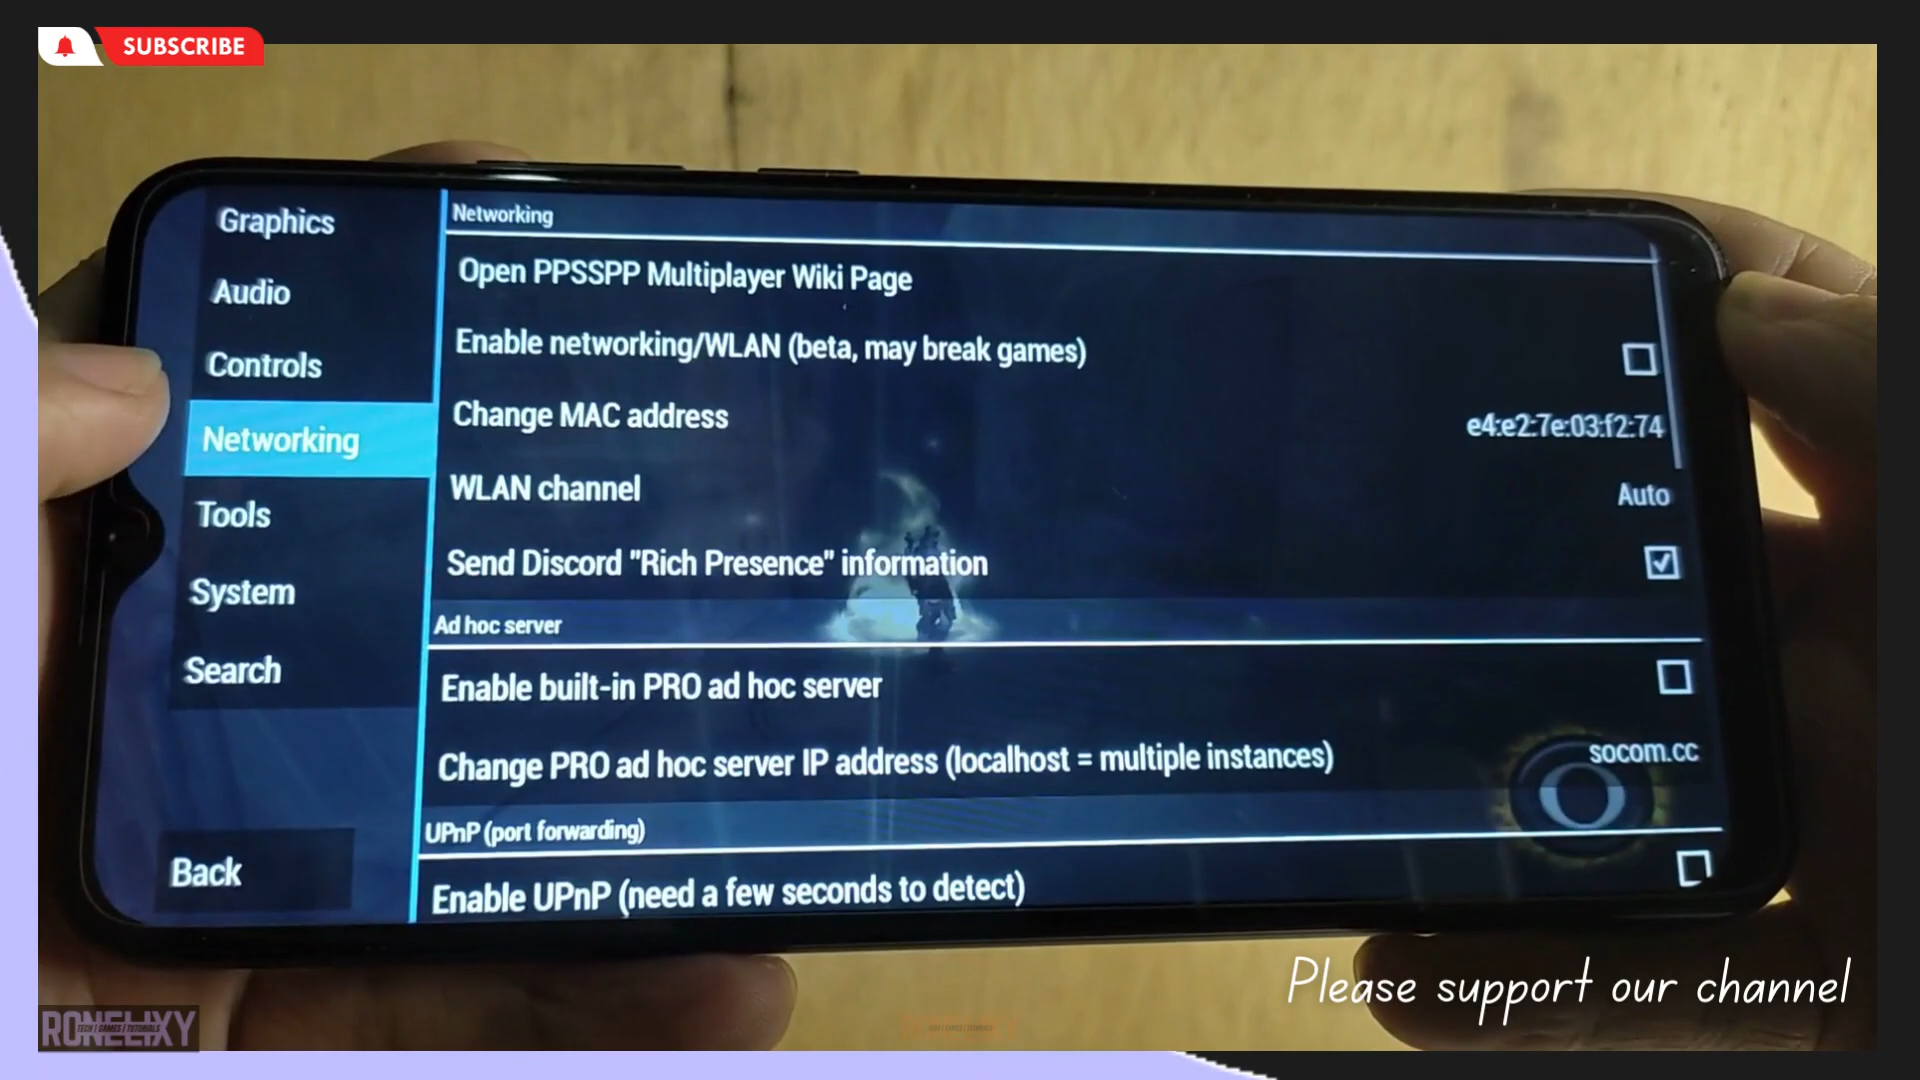 SUBSCRIBE
Graphics
Audio
Controls
Networking
Tools
System
Search
Back
Networking
Open PPSSPP Multiplayer Wiki Page
Enable networking/WLAN (beta, may break games)
Change MAC address e4:e2:7e:03:f2:74
WLAN channel Auto
Send Discord "Rich Presence" information
Ad hoc server
Enable built-in PRO ad hoc server
Change PRO ad hoc server IP address (localhost = multiple instances) socom.cc
UPnP (port forwarding)
Enable UPnP (need a few seconds to detect)
Please support our channel
RONELIXY
TECH | GAMES | TUTORIALS